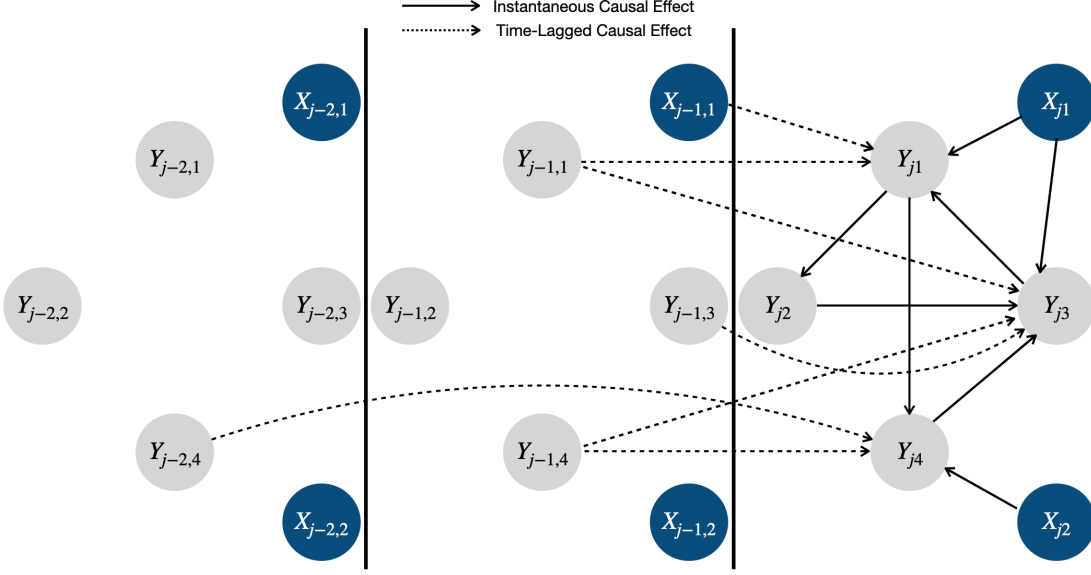 Instantaneous Causal Effect
Time-Lagged Causal Effect
X_{j−2,1}
X_{j−1,1}
X_{j1}
Y_{j−2,1}
Y_{j−1,1}
Y_{j1}
Y_{j−2,2}
Y_{j−2,3}
Y_{j−1,2}
Y_{j−1,3}
Y_{j2}
Y_{j3}
Y_{j−2,4}
Y_{j−1,4}
Y_{j4}
X_{j−2,2}
X_{j−1,2}
X_{j2}